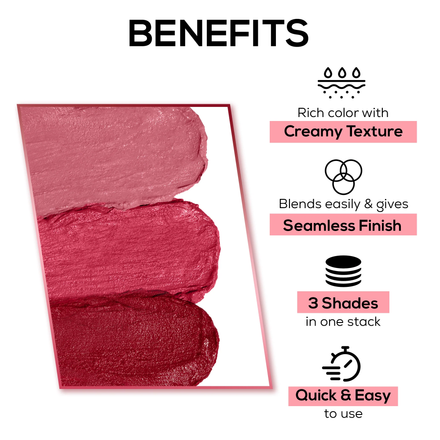 BENEFITS
Rich color with
Creamy Texture
Blends easily & gives
Seamless Finish
3 Shades
in one stack
Quick & Easy
to use